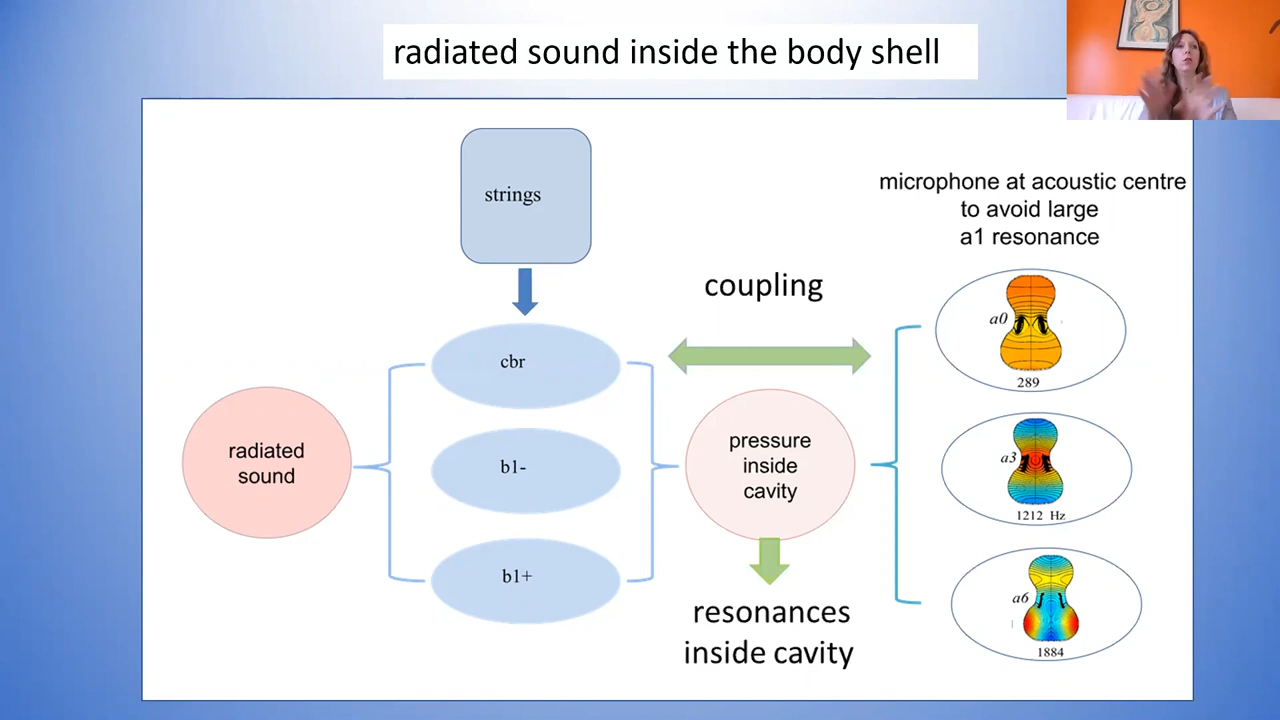 radiated sound inside the body shell
strings
microphone at acoustic centre
to avoid large
a1 resonance
coupling
a0
289
cbr
radiated
sound
b1-
pressure
inside
cavity
a3
1212 Hz
b1+
resonances
inside cavity
a6
1884